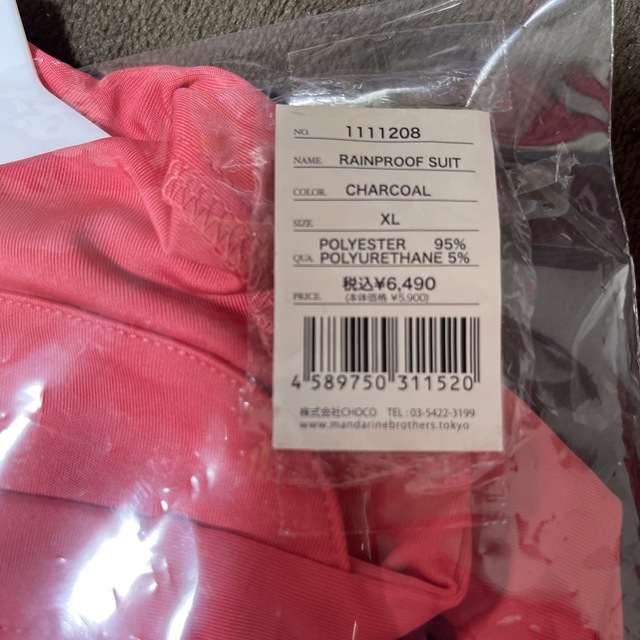 NO. 1111208
NAME. RAINPROOF SUIT
COLOR. CHARCOAL
SIZE. XL
POLYESTER 95%
QUA. POLYURETHANE 5%
税込¥6,490
PRICE. (本体価格 ¥5,900)
4 589750 311520
株式会社CHOCO TEL : 03-5422-3199
www.mandarinebrothers.tokyo